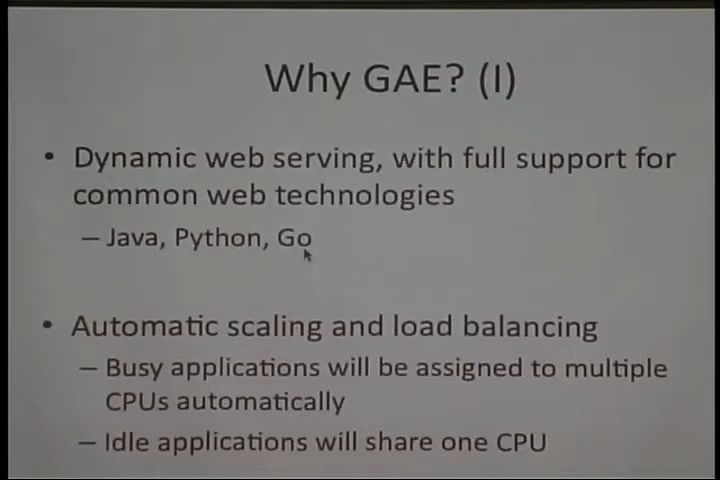 Why GAE? (I)
• Dynamic web serving, with full support for
common web technologies
– Java, Python, Go
• Automatic scaling and load balancing
– Busy applications will be assigned to multiple
CPUs automatically
– Idle applications will share one CPU